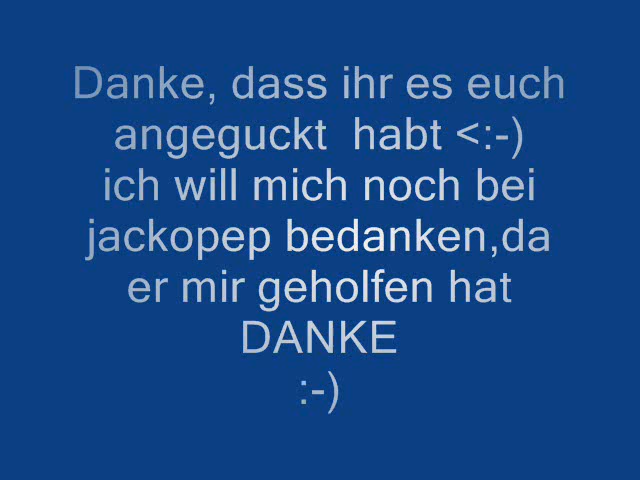 Danke, dass ihr es euch
angeguckt  habt <:-)
ich will mich noch bei
jackopep bedanken,da
er mir geholfen hat
DANKE
:-)